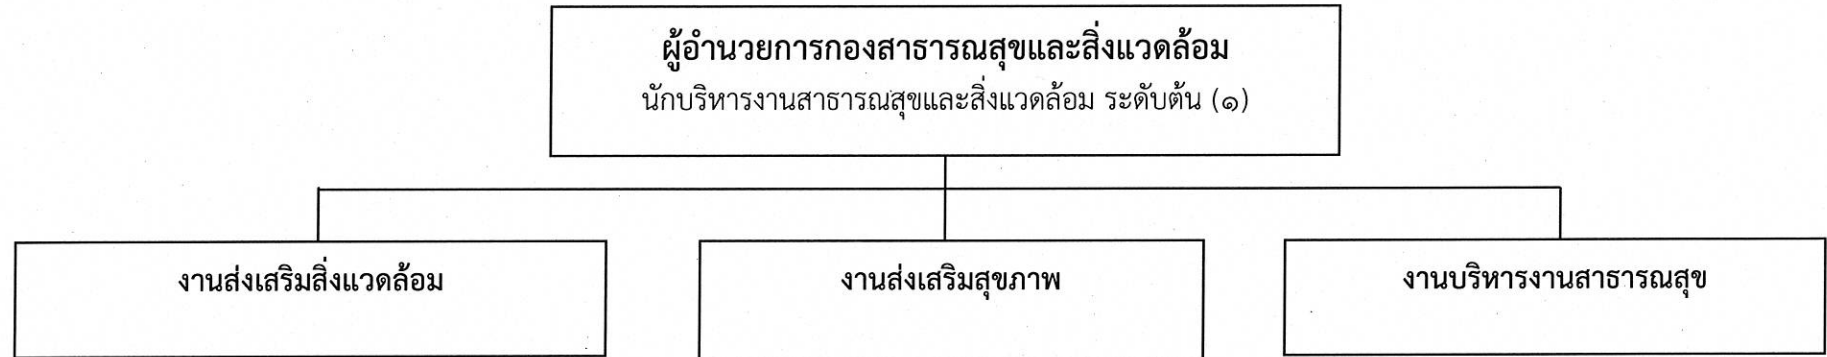 ผู้อำนวยการกองสาธารณสุขและสิ่งแวดล้อม
นักบริหารงานสาธารณสุขและสิ่งแวดล้อม ระดับต้น (๑)
งานส่งเสริมสิ่งแวดล้อม
งานส่งเสริมสุขภาพ
งานบริหารงานสาธารณสุข